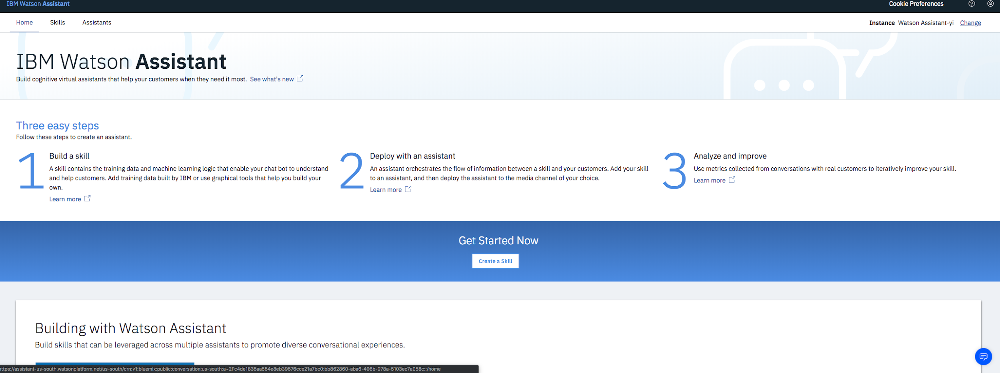 IBM Watson Assistant
Cookie Preferences
Home
Skills
Assistants
Instance Watson Assistant-yi Change
IBM Watson Assistant
Build cognitive virtual assistants that help your customers when they need it most. See what's new
Three easy steps
Follow these steps to create an assistant.
1
Build a skill
A skill contains the training data and machine learning logic that enable your chat bot to understand
and help customers. Add training data built by IBM or use graphical tools that help you build your
own.
Learn more
2
Deploy with an assistant
An assistant orchestrates the flow of information between a skill and your customers. Add your skill
to an assistant, and then deploy the assistant to the media channel of your choice.
Learn more
3
Analyze and improve
Use metrics collected from conversations with real customers to iteratively improve your skill.
Learn more
Get Started Now
Create a Skill
Building with Watson Assistant
Build skills that can be leveraged across multiple assistants to promote diverse conversational experiences.
https://assistant-us-south.watsonplatform.net/us-south/crn:v1:bluemix:public:conversation:us-south:a~2Fc4de1835aa554e8eb39576cce21a7bc0:bb862860-aba6-406b-978a-5103ec7a058c::/home